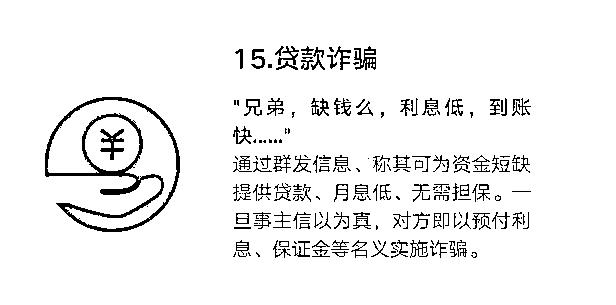 15.贷款诈骗
"兄弟，缺钱么，利息低，到账
快......"
通过群发信息、称其可为资金短缺
提供贷款、月息低、无需担保。一
旦事主信以为真，对方即以预付利
息、保证金等名义实施诈骗。